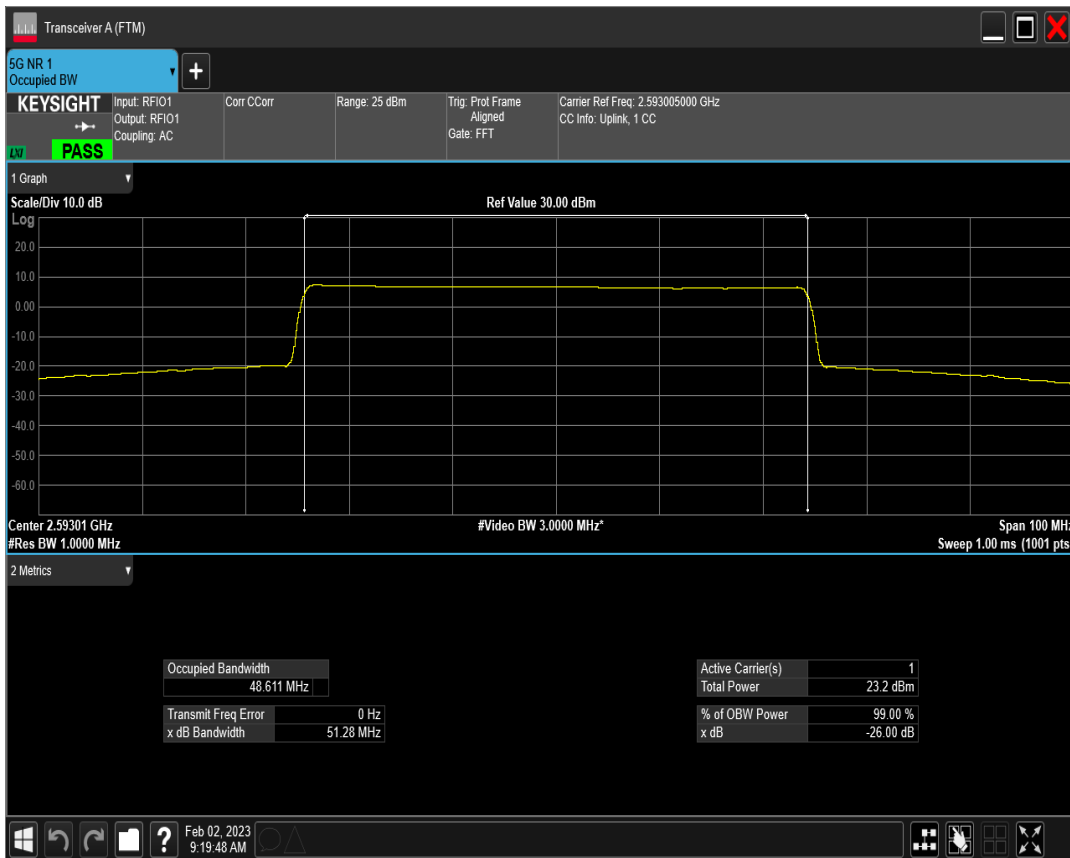 Transceiver A (FTM)
5G NR 1
Occupied BW
+
KEYSIGHT
LXI
PASS
Input: RFIO1
Output: RFIO1
Coupling: AC
Corr CCorr
Range: 25 dBm
Trig: Prot Frame
Aligned
Gate: FFT
Carrier Ref Freq: 2.593005000 GHz
CC Info: Uplink, 1 CC
1 Graph
Scale/Div 10.0 dB
Ref Value 30.00 dBm
Log
20.0
10.0
0.00
-10.0
-20.0
-30.0
-40.0
-50.0
-60.0
Center 2.59301 GHz
#Video BW 3.0000 MHz*
Span 100 MHz
#Res BW 1.0000 MHz
Sweep 1.00 ms (1001 pts
2 Metrics
Occupied Bandwidth
48.611 MHz
Transmit Freq Error 0 Hz
x dB Bandwidth 51.28 MHz
Active Carrier(s) 1
Total Power 23.2 dBm
% of OBW Power 99.00 %
x dB -26.00 dB
?
Feb 02, 2023
9:19:48 AM